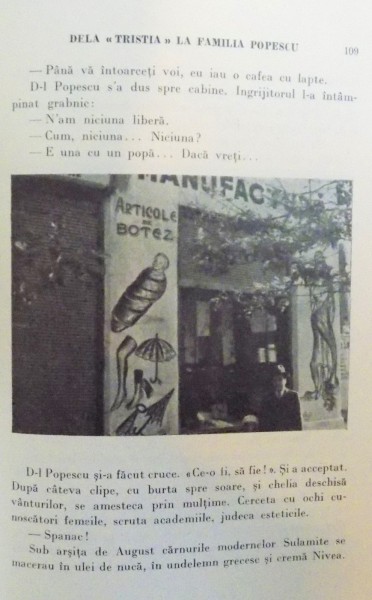 DELA « TRISTIA » LA FAMILIA POPESCU 109
— Până vă întoarceți voi, eu iau o cafea cu lapte.
D-l Popescu s'a dus spre cabine. Ingrijitorul l-a întâm-
pinat grabnic:
— N'am niciuna liberă.
— Cum, niciuna... Niciuna?
— E una cu un popă... Dacă vreți...
MANUFACTURĂ
ARTICOLE
DE
BOTEZ
D-l Popescu și-a făcut cruce. «Ce-o fi, să fie!». Și a acceptat.
După câteva clipe, cu burta spre soare, și chelia deschisă
vânturilor, se amesteca prin mulțime. Cerceta cu ochi cu-
noscători femeile, scruta academiile, judeca esteticile.
— Spanac!
Sub arșița de August cărnurile modernelor Sulamite se
macerau în ulei de nucă, în undelemn grecesc și cremă Nivea.